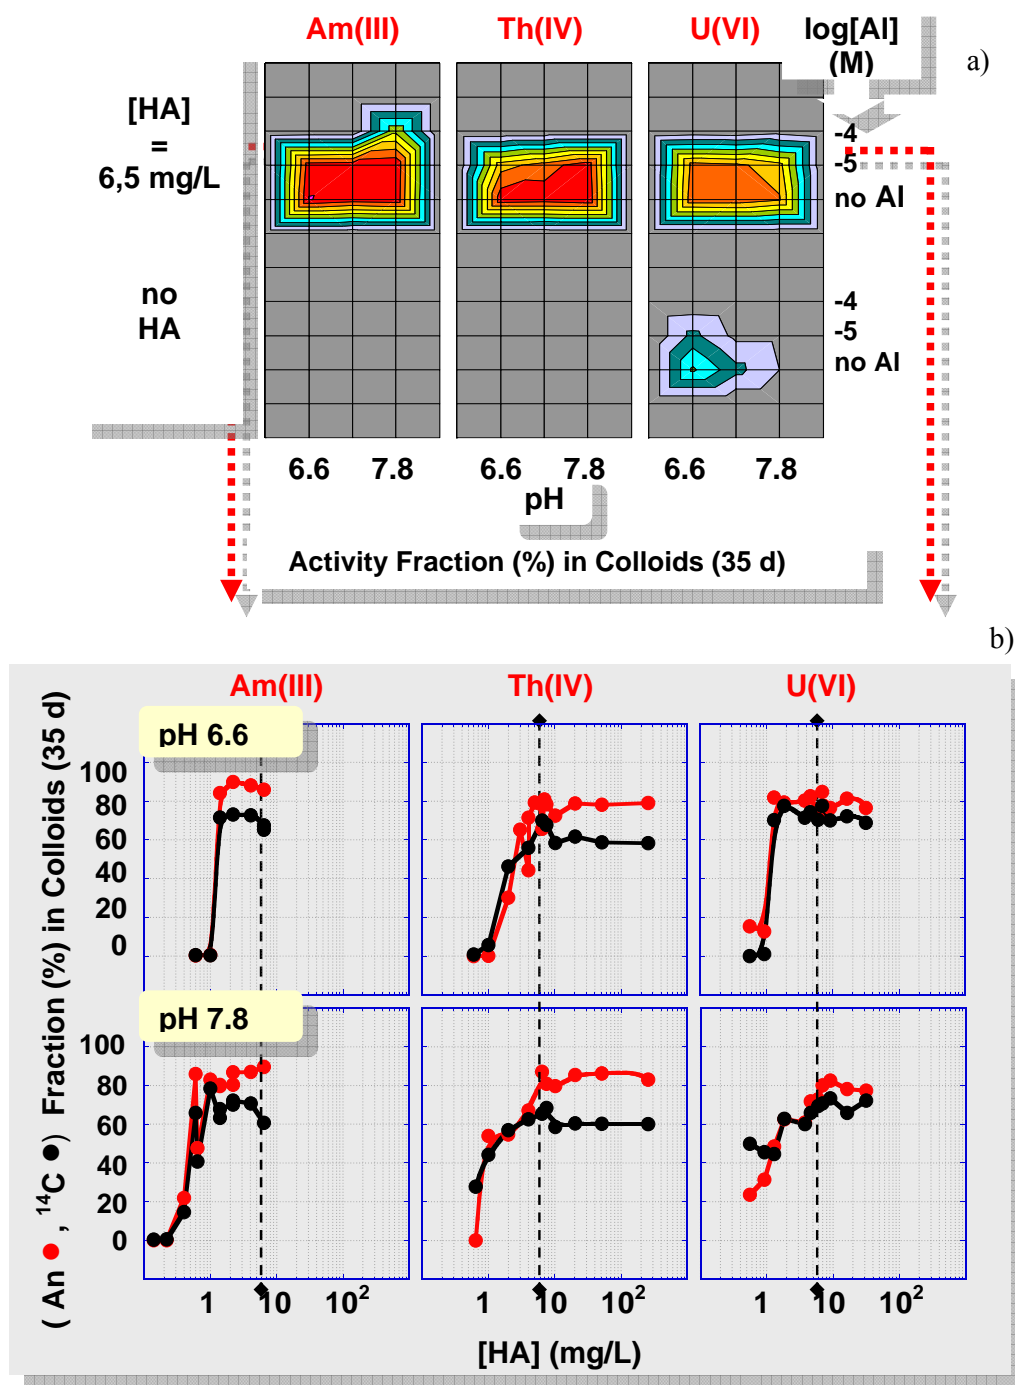 Am(III) Th(IV) U(VI) log[Al]
(M)
a)
[HA]
=
6,5 mg/L
-4
-5
no Al
no
HA
-4
-5
no Al
6.6 7.8 6.6 7.8 6.6 7.8
pH
Activity Fraction (%) in Colloids (35 d)
b)
( An ● , ¹⁴C ● ) Fraction (%) in Colloids (35 d)
Am(III) Th(IV) U(VI)
pH 6.6
100
80
60
40
20
0
pH 7.8
100
80
60
40
20
0
1 10 10² 1 10 10² 1 10 10²
[HA] (mg/L)